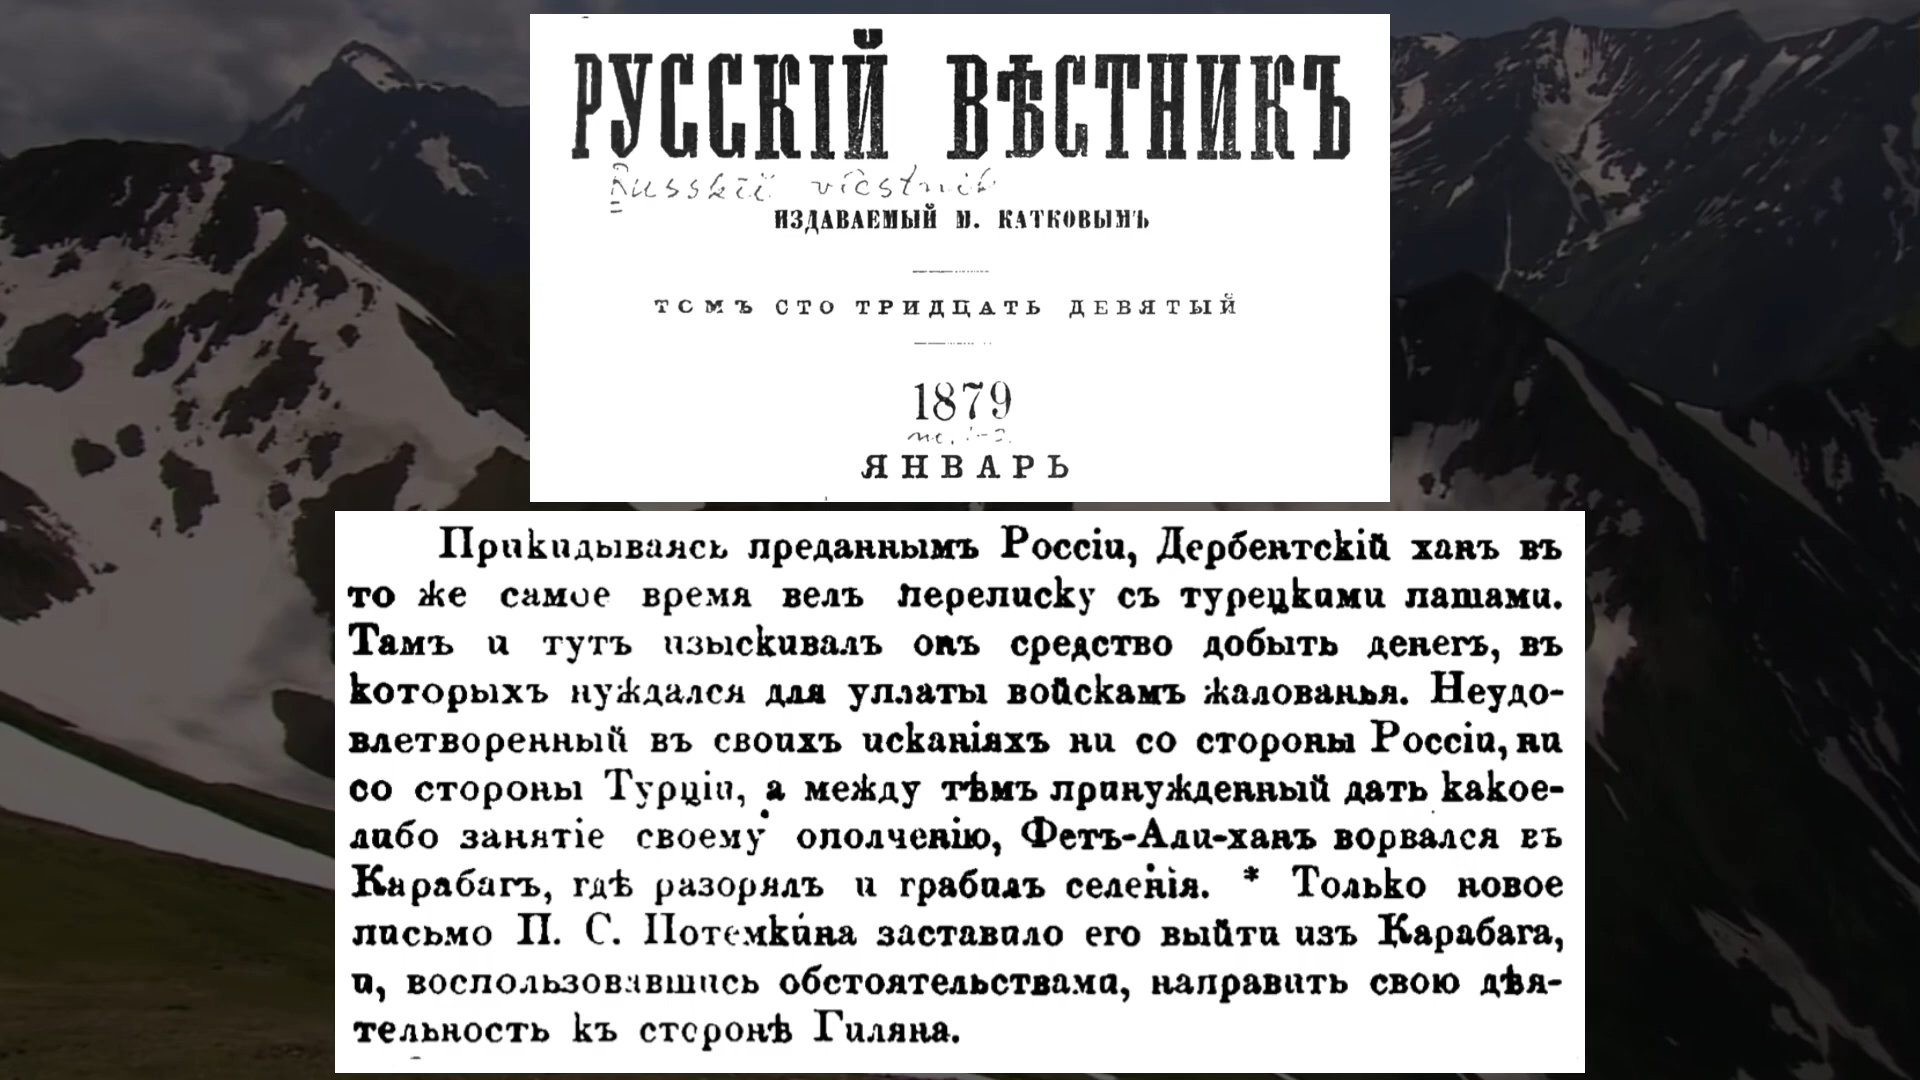 РУССКІЙ ВѢСТНИКЪ
Russkiĭ viestnik
ИЗДАВАЕМЫЙ М. КАТКОВЫМЪ
ТОМЪ СТО ТРИДЦАТЬ ДЕВЯТЫЙ
1879
ЯНВАРЬ
Прикидываясь преданнымъ Россіи, Дербентскій ханъ въ
то же самое время велъ переписку съ турецкими пашами.
Тамъ и тутъ изыскивалъ онъ средство добыть денегъ, въ
которыхъ нуждался для уплаты войскамъ жалованья. Неудо-
влетворенный въ своихъ исканіяхъ ни со стороны Россіи, ни
со стороны Турціи, а между тѣмъ принужденный дать какое-
либо занятіе своему ополченію, Фетъ-Али-ханъ ворвался въ
Карабагъ, гдѣ разорялъ и грабилъ селенія. * Только новое
письмо П. С. Потемкина заставило его выйти изъ Карабага,
и, воспользовавшись обстоятельствами, направить свою дѣя-
тельность къ сторонѣ Гиляна.